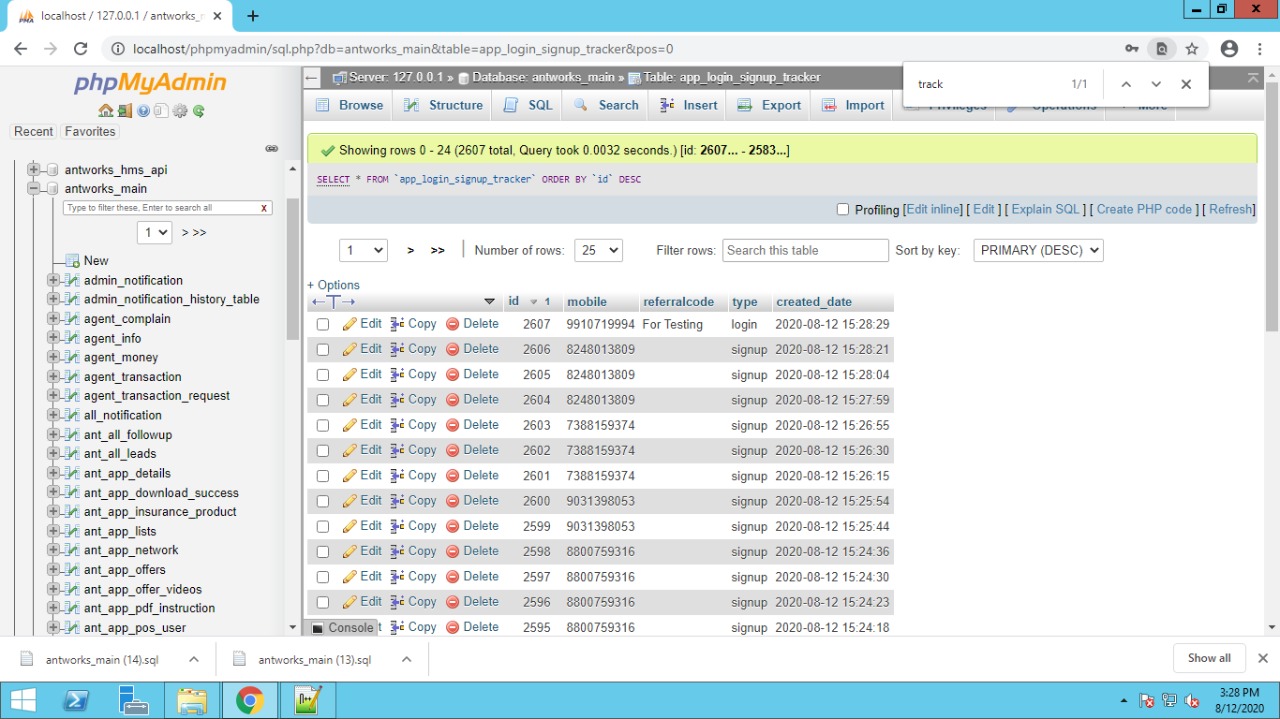 localhost / 127.0.0.1 / antworks_
localhost/phpmyadmin/sql.php?db=antworks_main&table=app_login_signup_tracker&pos=0
track 1/1
phpMyAdmin
Recent Favorites
antworks_hms_api
antworks_main
Type to filter these, Enter to search all X
1 > >>
New
admin_notification
admin_notification_history_table
agent_complain
agent_info
agent_money
agent_transaction
agent_transaction_request
all_notification
ant_all_followup
ant_all_leads
ant_app_details
ant_app_download_success
ant_app_insurance_product
ant_app_lists
ant_app_network
ant_app_offers
ant_app_offer_videos
ant_app_pdf_instruction
ant_app_pos_user
Server: 127.0.0.1 » Database: antworks_main » Table: app_login_signup_tracker
Browse Structure SQL Search Insert Export Import Privileges Operations More
Showing rows 0 - 24 (2607 total, Query took 0.0032 seconds.) [id: 2607... - 2583...]
SELECT * FROM `app_login_signup_tracker` ORDER BY `id` DESC
Profiling [Edit inline] [ Edit ] [ Explain SQL ] [ Create PHP code ] [ Refresh]
1 > >> | Number of rows: 25 Filter rows: Search this table Sort by key: PRIMARY (DESC)
+ Options
←T→ id 1 mobile referralcode type created_date
Edit Copy Delete 2607 9910719994 For Testing login 2020-08-12 15:28:29
Edit Copy Delete 2606 8248013809 signup 2020-08-12 15:28:21
Edit Copy Delete 2605 8248013809 signup 2020-08-12 15:28:04
Edit Copy Delete 2604 8248013809 signup 2020-08-12 15:27:59
Edit Copy Delete 2603 7388159374 signup 2020-08-12 15:26:55
Edit Copy Delete 2602 7388159374 signup 2020-08-12 15:26:30
Edit Copy Delete 2601 7388159374 signup 2020-08-12 15:26:15
Edit Copy Delete 2600 9031398053 signup 2020-08-12 15:25:54
Edit Copy Delete 2599 9031398053 signup 2020-08-12 15:25:44
Edit Copy Delete 2598 8800759316 signup 2020-08-12 15:24:36
Edit Copy Delete 2597 8800759316 signup 2020-08-12 15:24:30
Edit Copy Delete 2596 8800759316 signup 2020-08-12 15:24:23
Console t Copy Delete 2595 8800759316 signup 2020-08-12 15:24:18
antworks_main (14).sql antworks_main (13).sql Show all
3:28 PM
8/12/2020